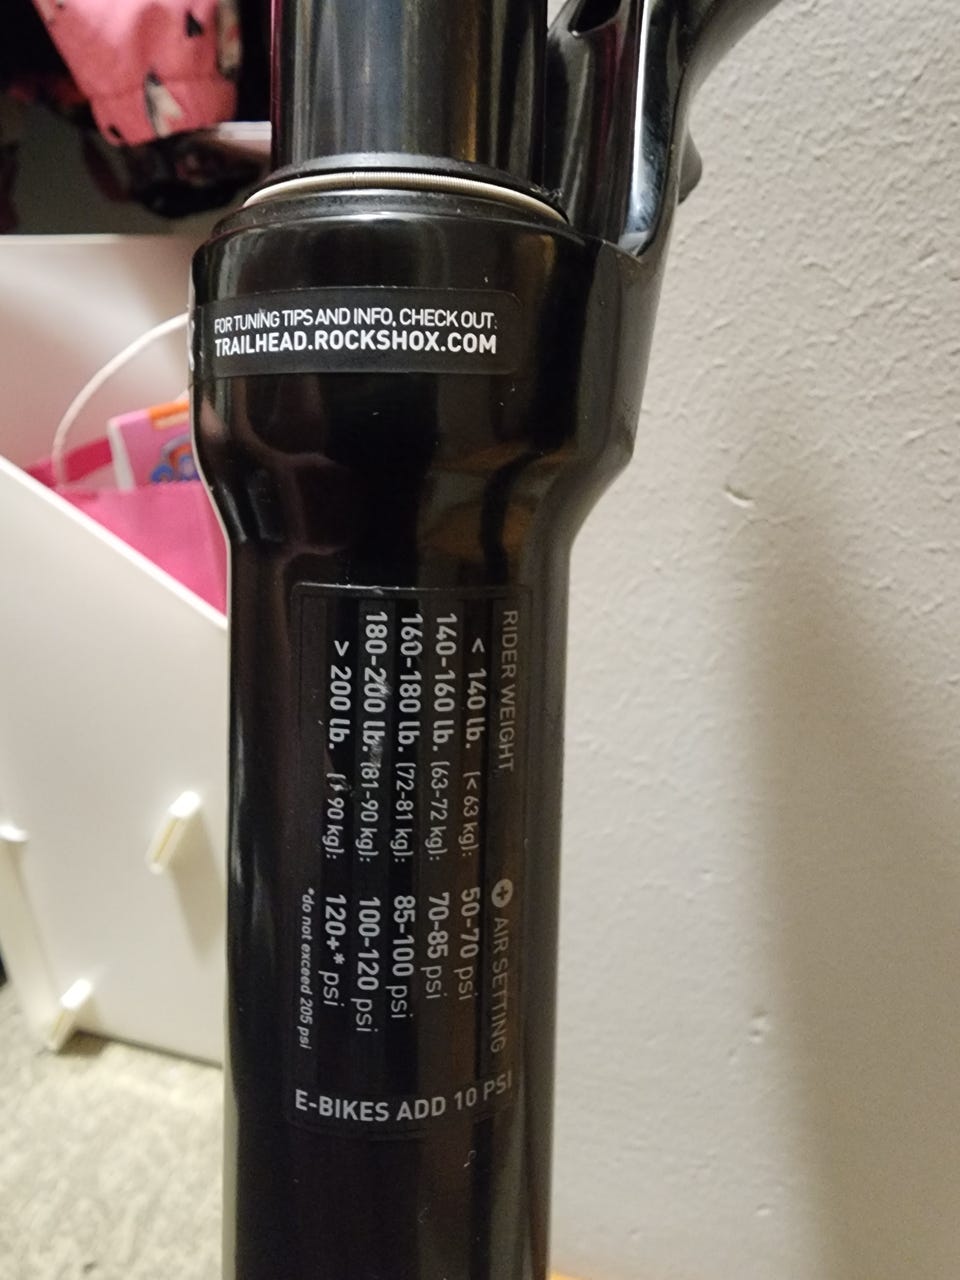 FOR TUNING TIPS AND INFO, CHECK OUT:
TRAILHEAD.ROCKSHOX.COM
RIDER WEIGHT + AIR SETTING
< 140 lb. (< 63 kg): 50-70 psi
140-160 lb. (63-72 kg): 70-85 psi
160-180 lb. (72-81 kg): 85-100 psi
180-200 lb. (81-90 kg): 100-120 psi
> 200 lb. (> 90 kg): 120+* psi
*do not exceed 205 psi
E-BIKES ADD 10 PSI